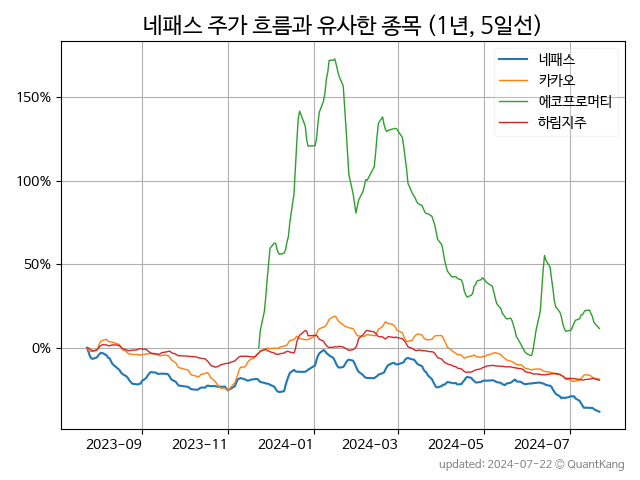 네패스 주가 흐름과 유사한 종목 (1년, 5일선)
네패스
카카오
에코프로머티
하림지주
150%
100%
50%
0%
2023-09
2023-11
2024-01
2024-03
2024-05
2024-07
updated: 2024-07-22 © QuantKang